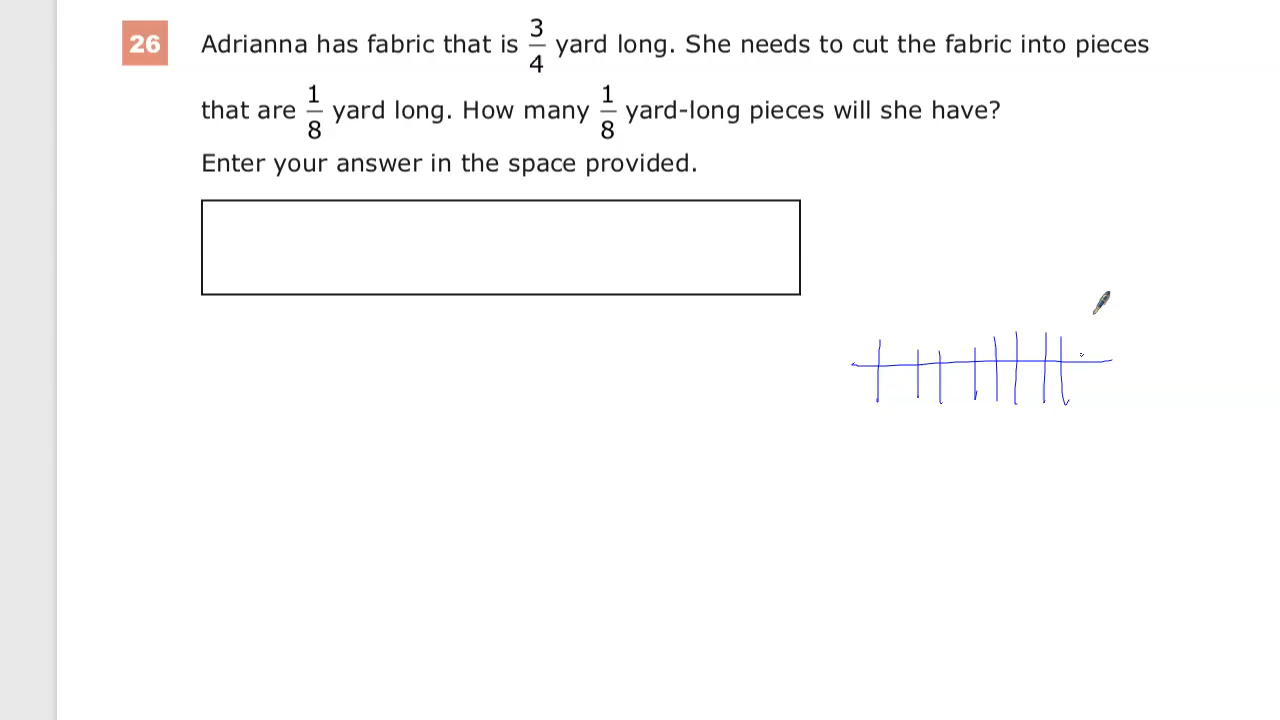 26 Adrianna has fabric that is 3/4 yard long. She needs to cut the fabric into pieces
that are 1/8 yard long. How many 1/8 yard-long pieces will she have?
Enter your answer in the space provided.